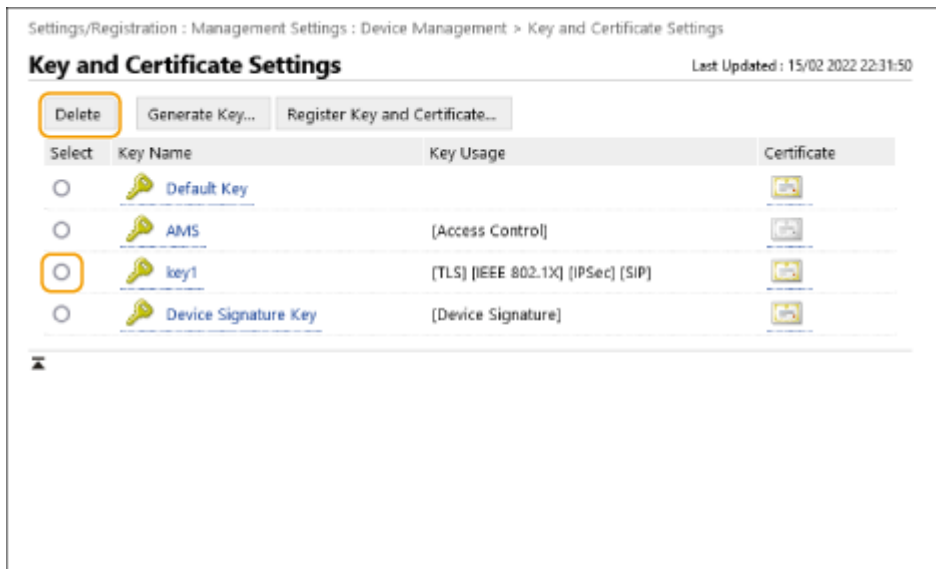 Settings/Registration : Management Settings : Device Management > Key and Certificate Settings
Key and Certificate Settings
Last Updated : 15/02 2022 22:31:50
Delete Generate Key... Register Key and Certificate...
Select Key Name Key Usage Certificate
Default Key
AMS [Access Control]
key1 [TLS] [IEEE 802.1X] [IPSec] [SIP]
Device Signature Key [Device Signature]